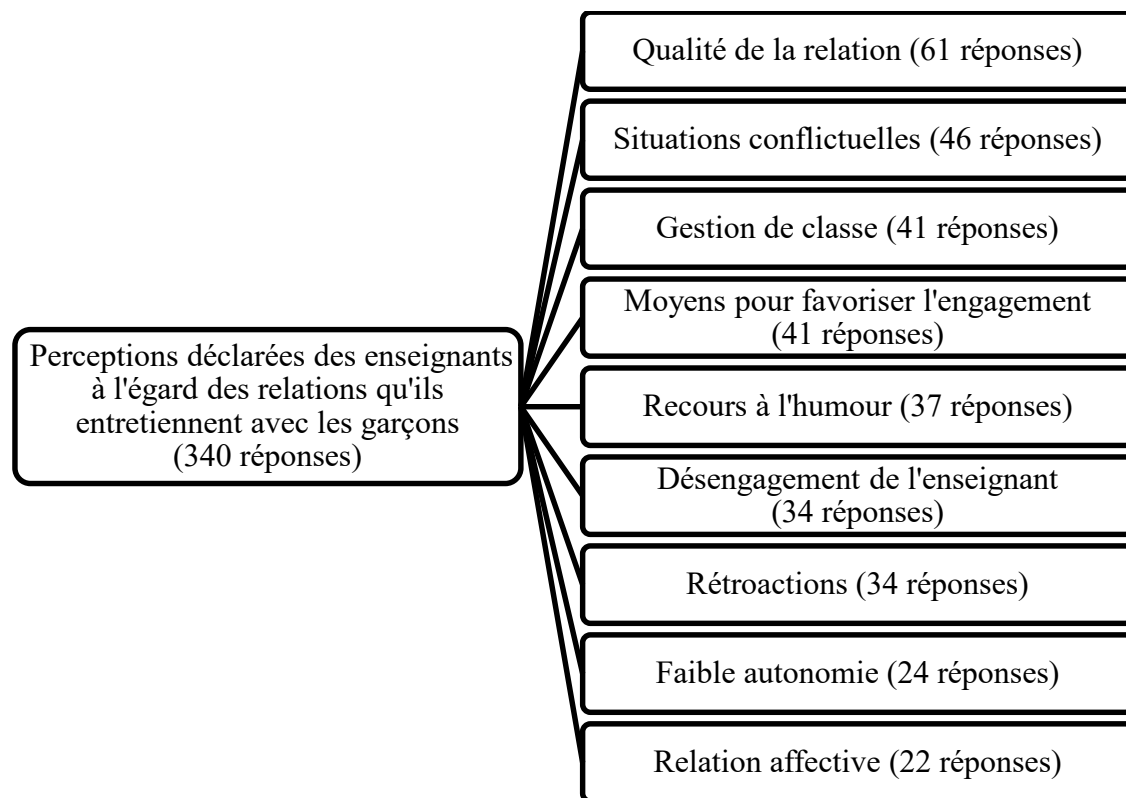 Perceptions déclarées des enseignants
à l'égard des relations qu'ils
entretiennent avec les garçons
(340 réponses)
Qualité de la relation (61 réponses)
Situations conflictuelles (46 réponses)
Gestion de classe (41 réponses)
Moyens pour favoriser l'engagement
(41 réponses)
Recours à l'humour (37 réponses)
Désengagement de l'enseignant
(34 réponses)
Rétroactions (34 réponses)
Faible autonomie (24 réponses)
Relation affective (22 réponses)